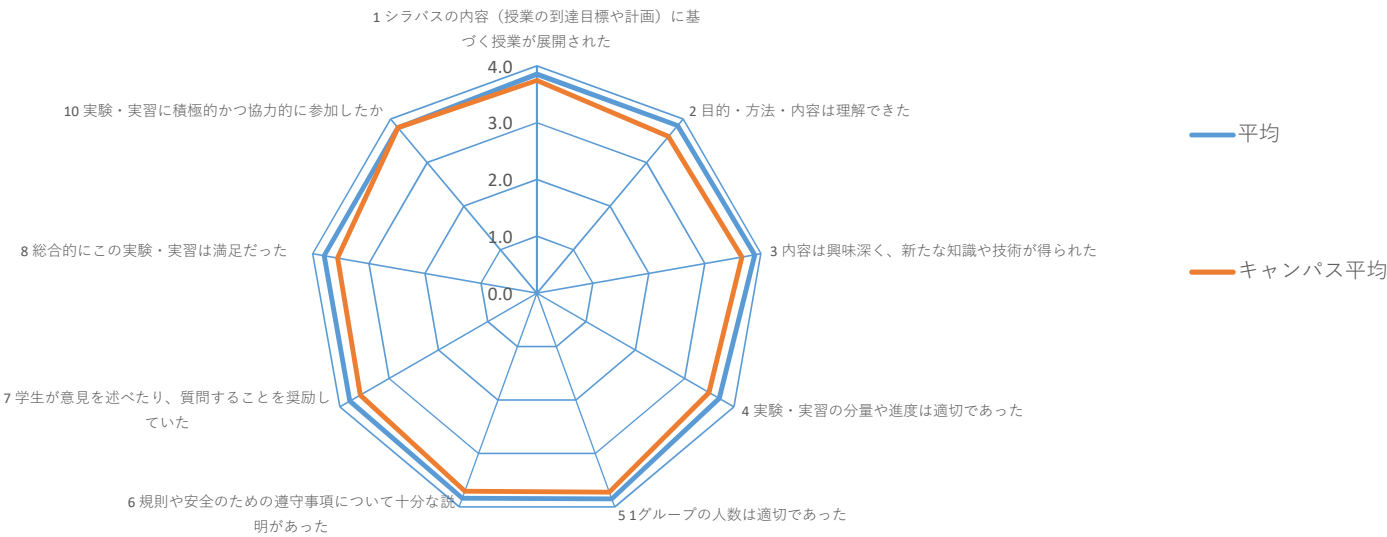 1 シラバスの内容（授業の到達目標や計画）に基
づく授業が展開された
4.0
3.0
2.0
1.0
0.0
2 目的・方法・内容は理解できた
3 内容は興味深く、新たな知識や技術が得られた
4 実験・実習の分量や進度は適切であった
5 1グループの人数は適切であった
6 規則や安全のための遵守事項について十分な説
明があった
7 学生が意見を述べたり、質問することを奨励し
ていた
8 総合的にこの実験・実習は満足だった
10 実験・実習に積極的かつ協力的に参加したか
平均
キャンパス平均